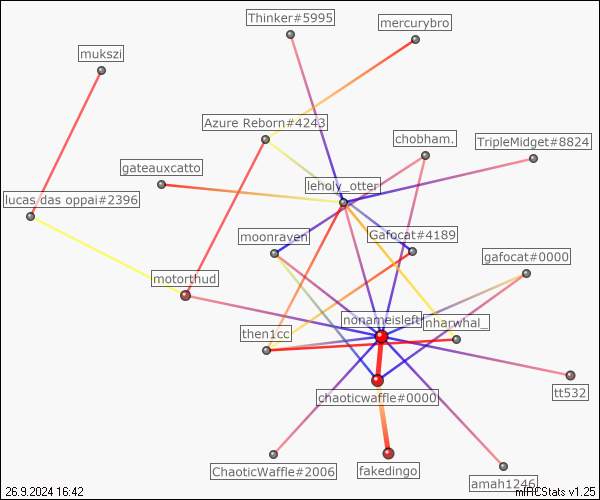 Thinker#5995
mercurybro
mukszi
Azure Reborn#4243
chobham.
TripleMidget#8824
gateauxcatto
leholy_otter
lucas das oppai#2396
moonraven
Gafocat#4189
gafocat#0000
motorthud
nonameisleft
nharwhal_
then1cc
chaoticwaffle#0000
tt532
ChaoticWaffle#2006
fakedingo
amah1246
26.9.2024 16:42
mIRCStats v1.25